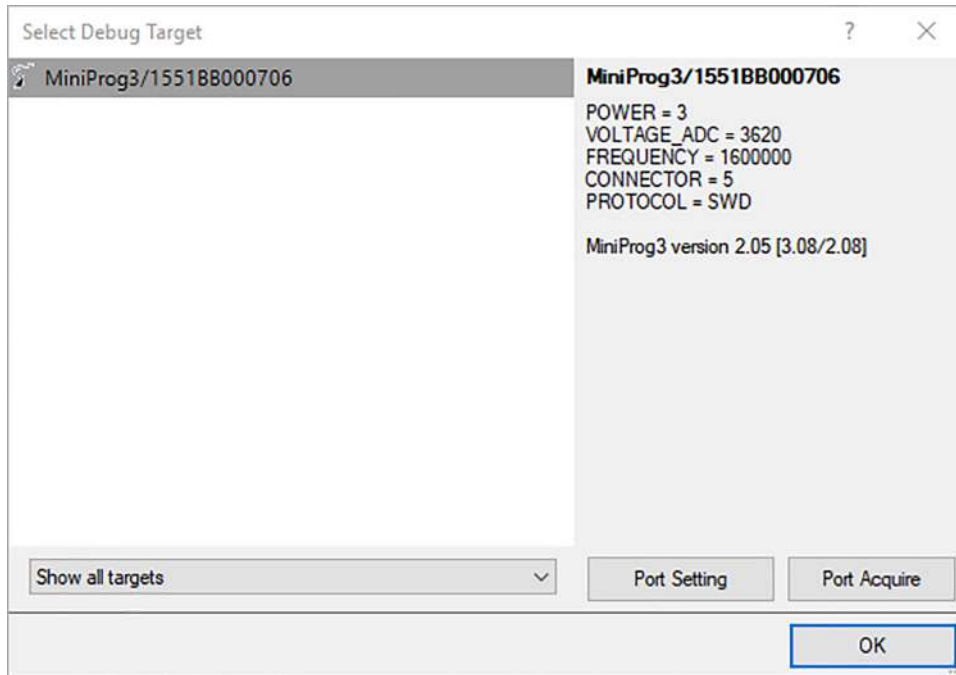 Select Debug Target
MiniProg3/1551BB000706
MiniProg3/1551BB000706
POWER = 3
VOLTAGE_ADC = 3620
FREQUENCY = 1600000
CONNECTOR = 5
PROTOCOL = SWD
MiniProg3 version 2.05 [3.08/2.08]
Show all targets
Port Setting
Port Acquire
OK